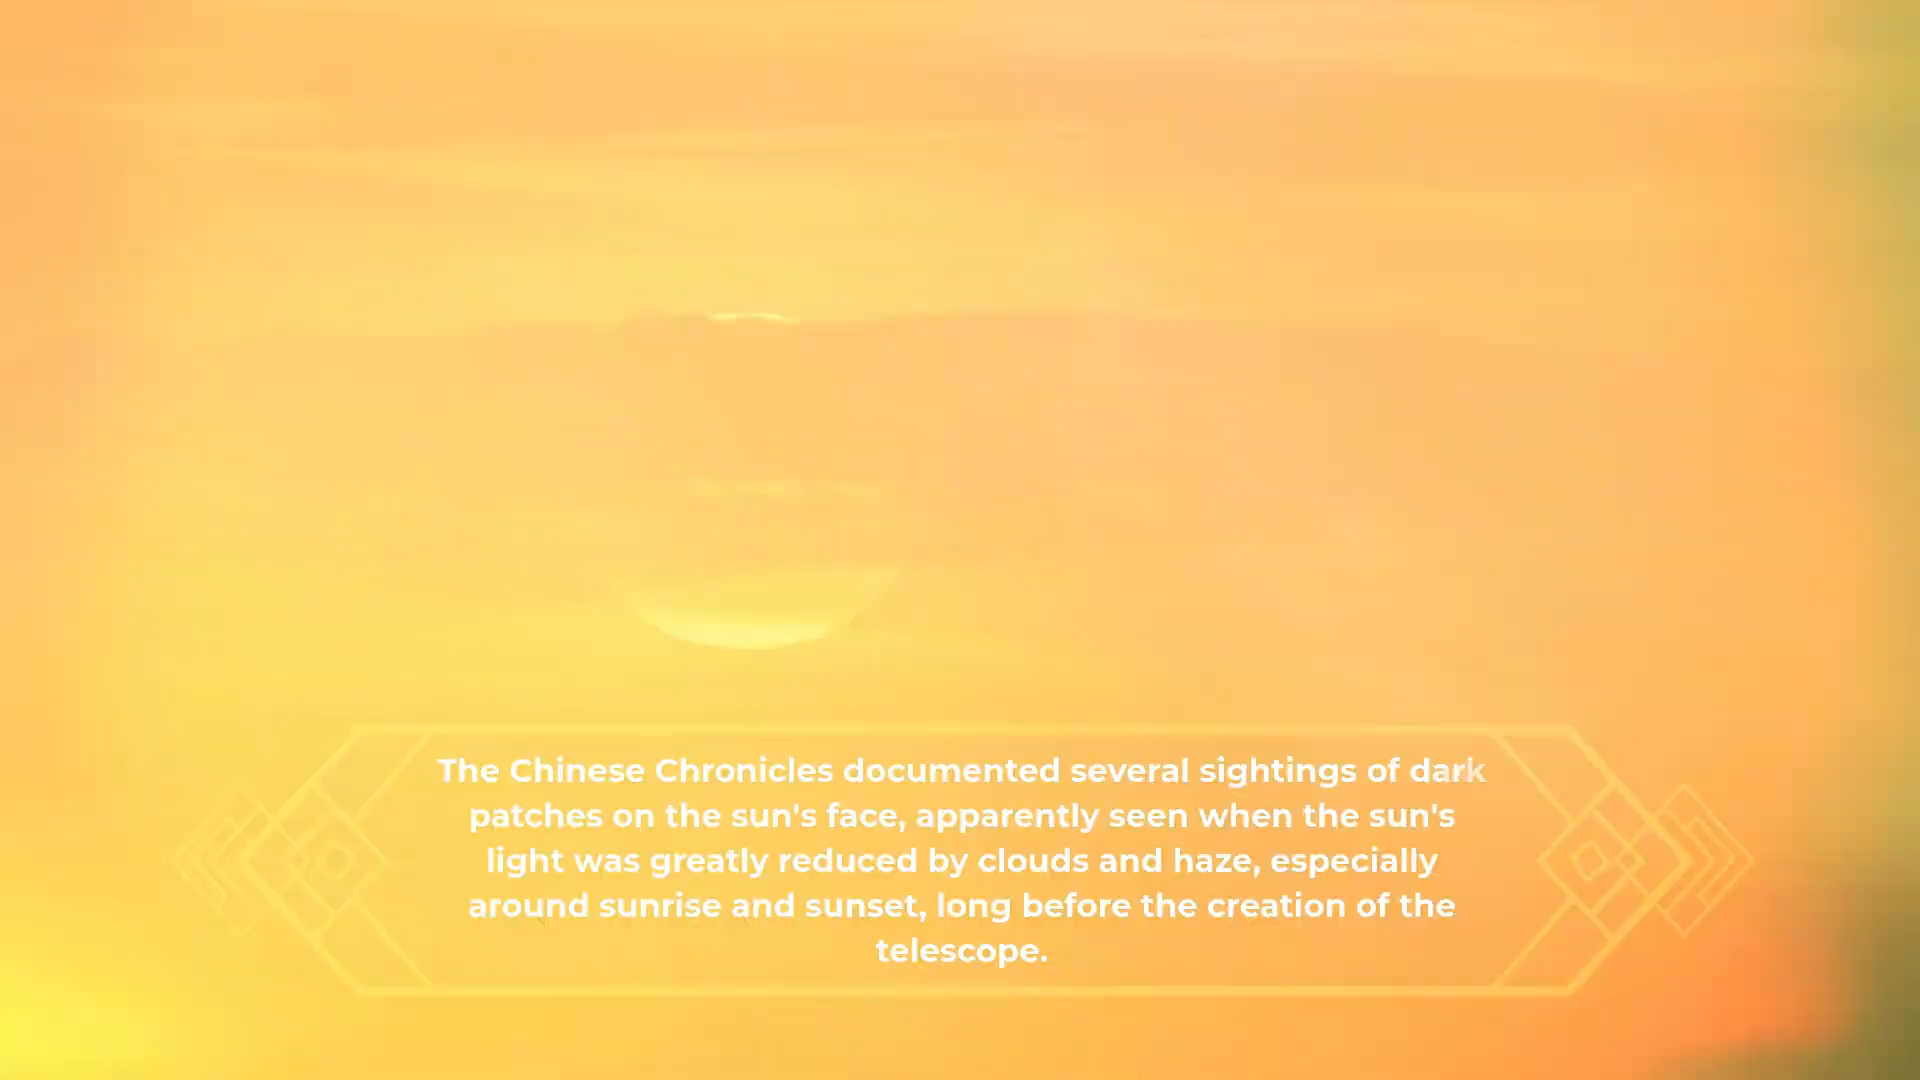 The Chinese Chronicles documented several sightings of dark
patches on the sun's face, apparently seen when the sun's
light was greatly reduced by clouds and haze, especially
around sunrise and sunset, long before the creation of the
telescope.